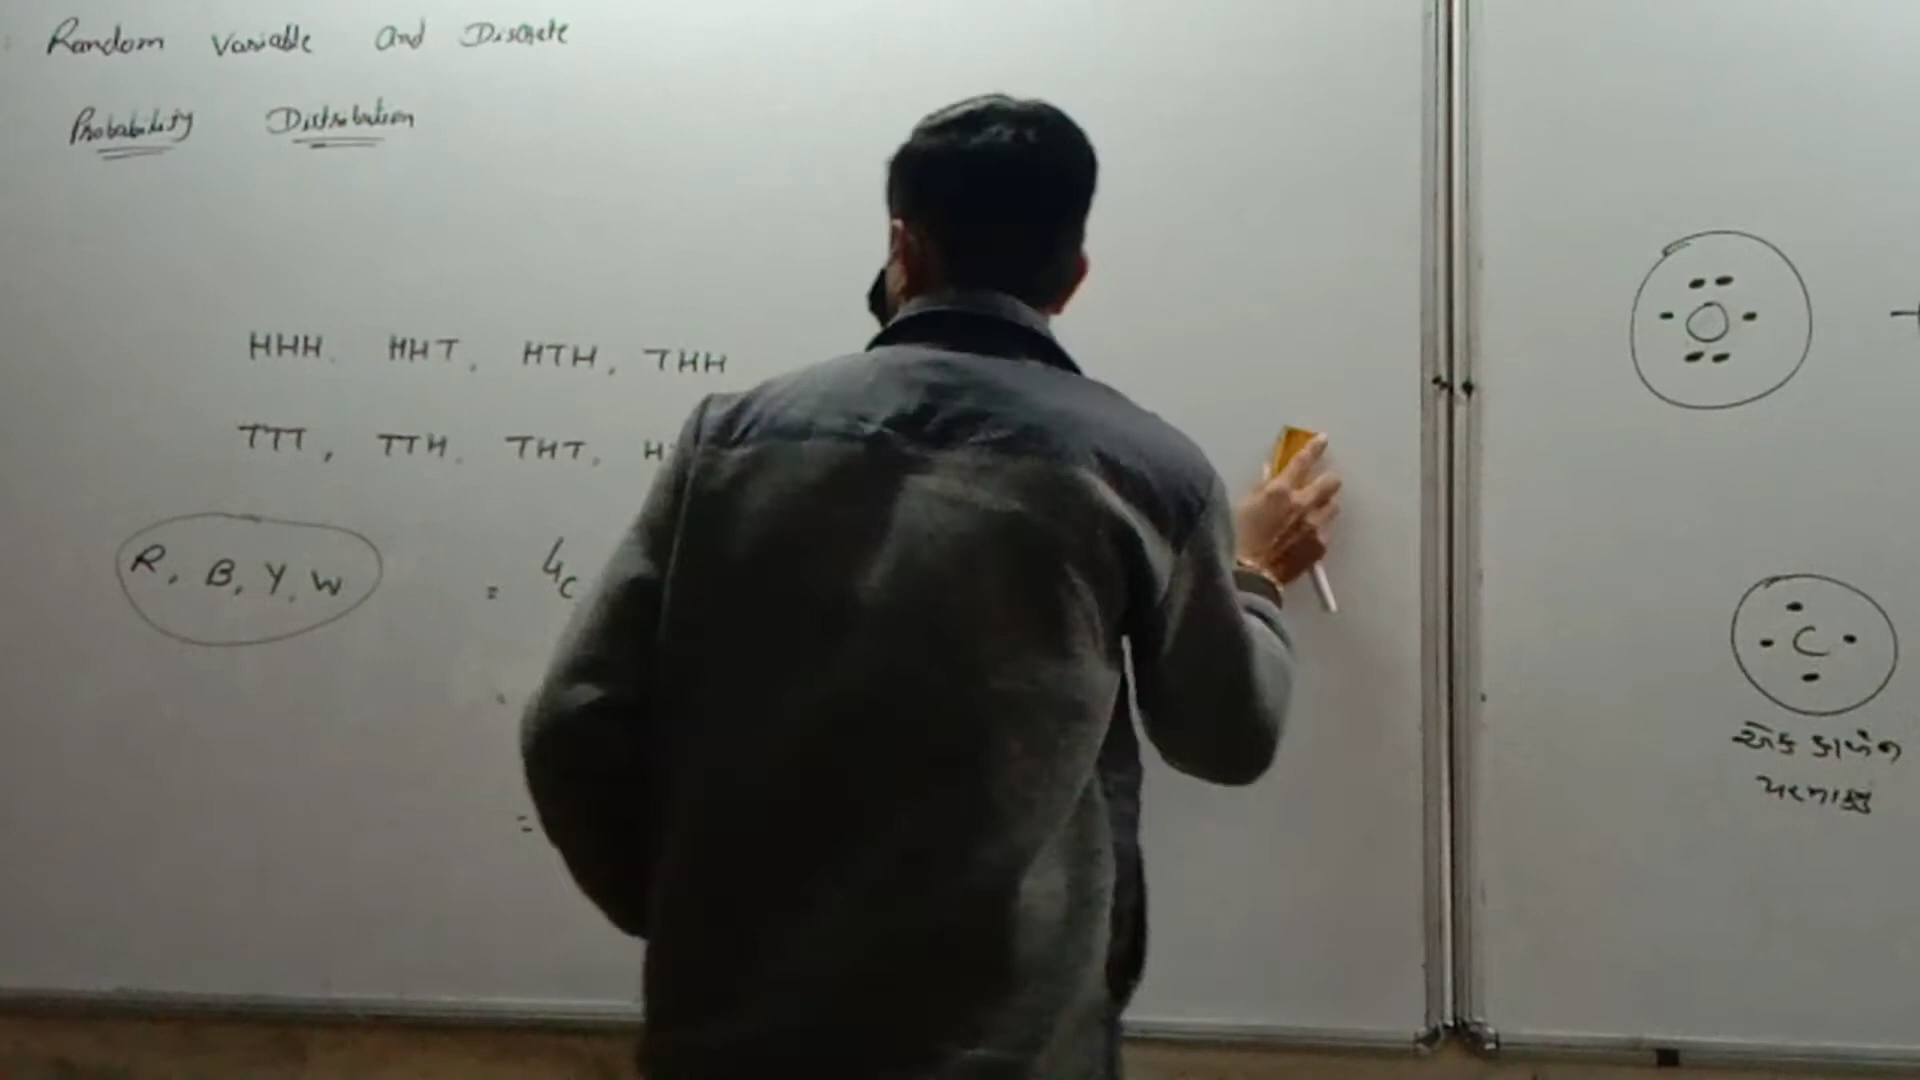 Random Variable and Discrete
Probability Distribution
HHH, HHT, HTH, THH
TTT, TTH, THT, H
R, B, Y, W = 4c
=
C
એક કાર્બન
પરમાણુ